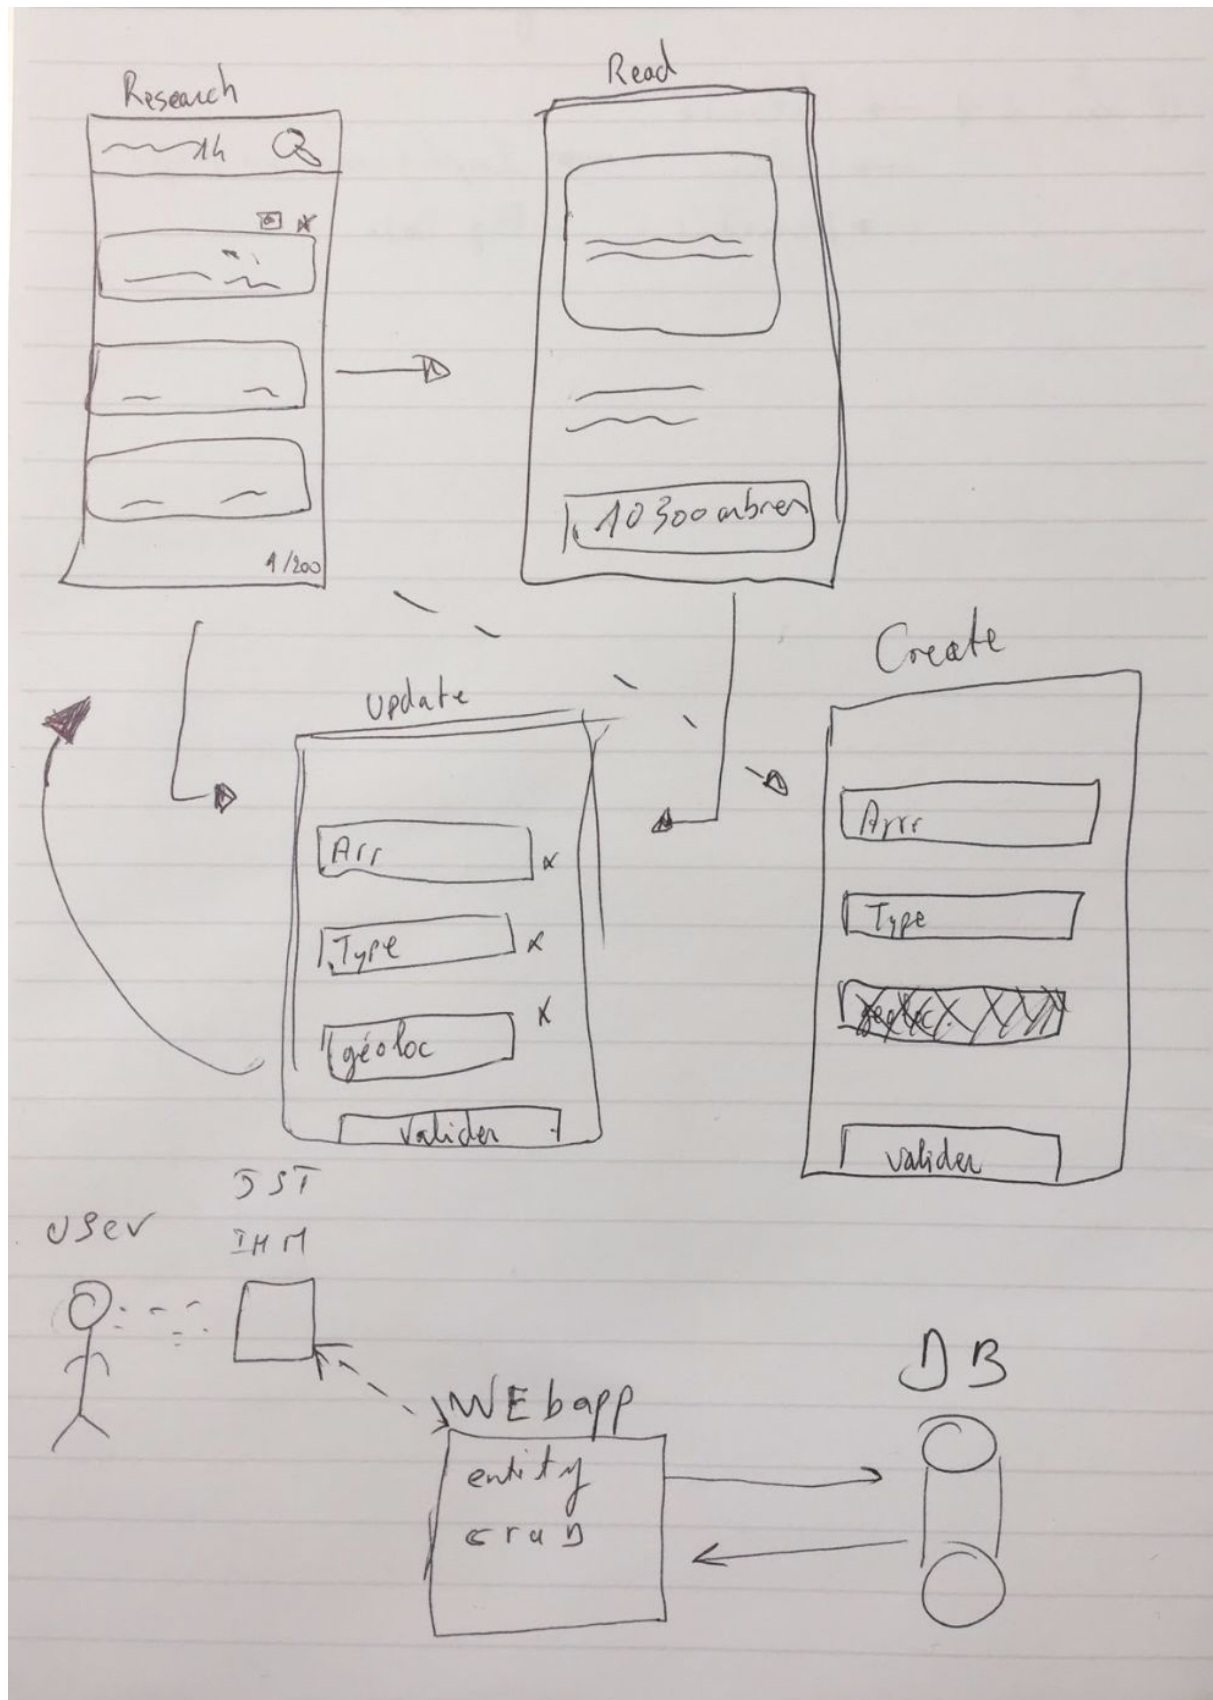 Research
Read
1/200
10300 arbres
Create
Update
Arr
Type
géoloc
Valider
Arrr
Type
valider
user
IHM
WEbapp
entity
cruD
DB